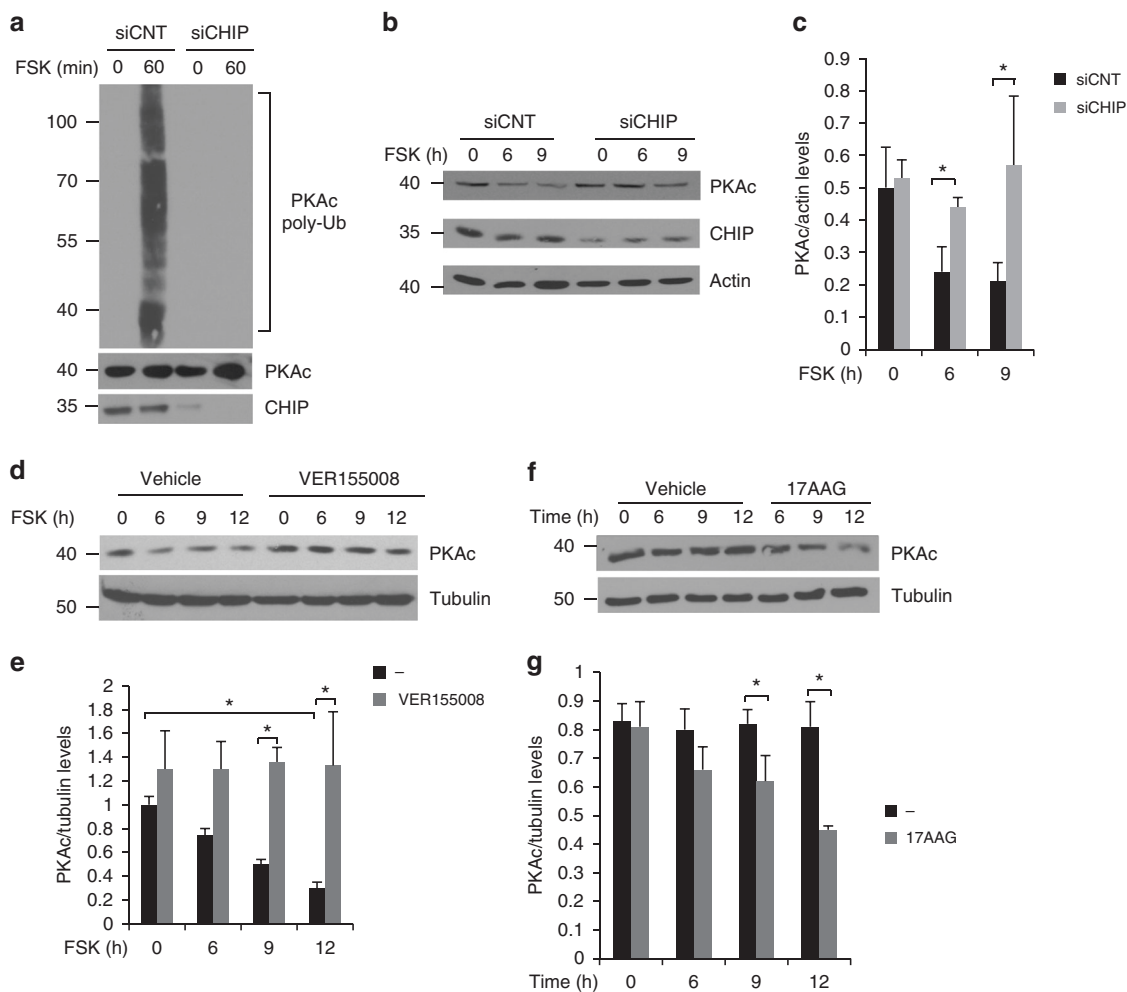 a
siCNT siCHIP
FSK (min) 0 60 0 60
100
70
55
40
PKAc
poly-Ub
40 PKAc
35 CHIP
b
siCNT siCHIP
FSK (h) 0 6 9 0 6 9
40 PKAc
35 CHIP
40 Actin
c
0.9
0.8
0.7
0.6
0.5
0.4
0.3
0.2
0.1
0
PKAc/actin levels
* *
siCNT
siCHIP
FSK (h) 0 6 9
d
Vehicle VER155008
FSK (h) 0 6 9 12 0 6 9 12
40 PKAc
50 Tubulin
f
Vehicle 17AAG
Time (h) 0 6 9 12 6 9 12
40 PKAc
50 Tubulin
e
–
VER155008
2
1.8
1.6
1.4
1.2
1
0.8
0.6
0.4
0.2
0
PKAc/tubulin levels
* * *
FSK (h) 0 6 9 12
g
1
0.9
0.8
0.7
0.6
0.5
0.4
0.3
0.2
0.1
0
PKAc/tubulin levels
* *
–
17AAG
Time (h) 0 6 9 12